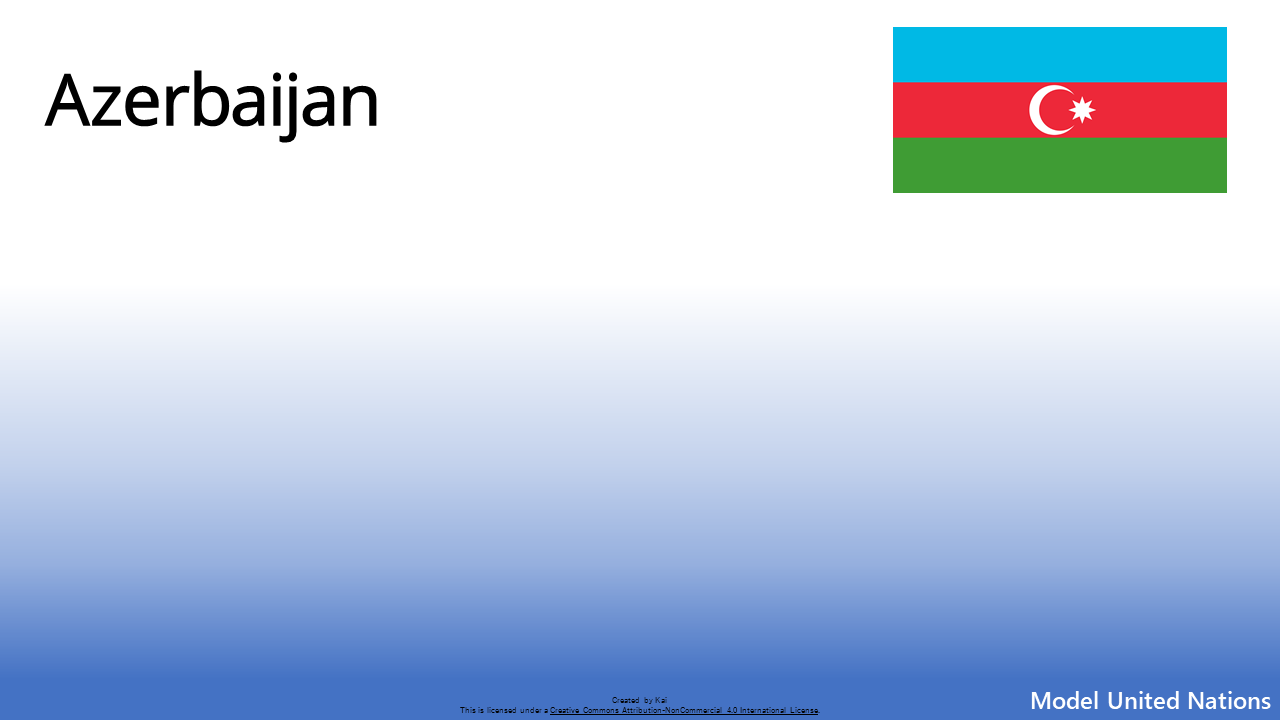 Azerbaijan
Created by Kai
This is licensed under a Creative Commons Attribution-NonCommercial 4.0 International License.
Model United Nations